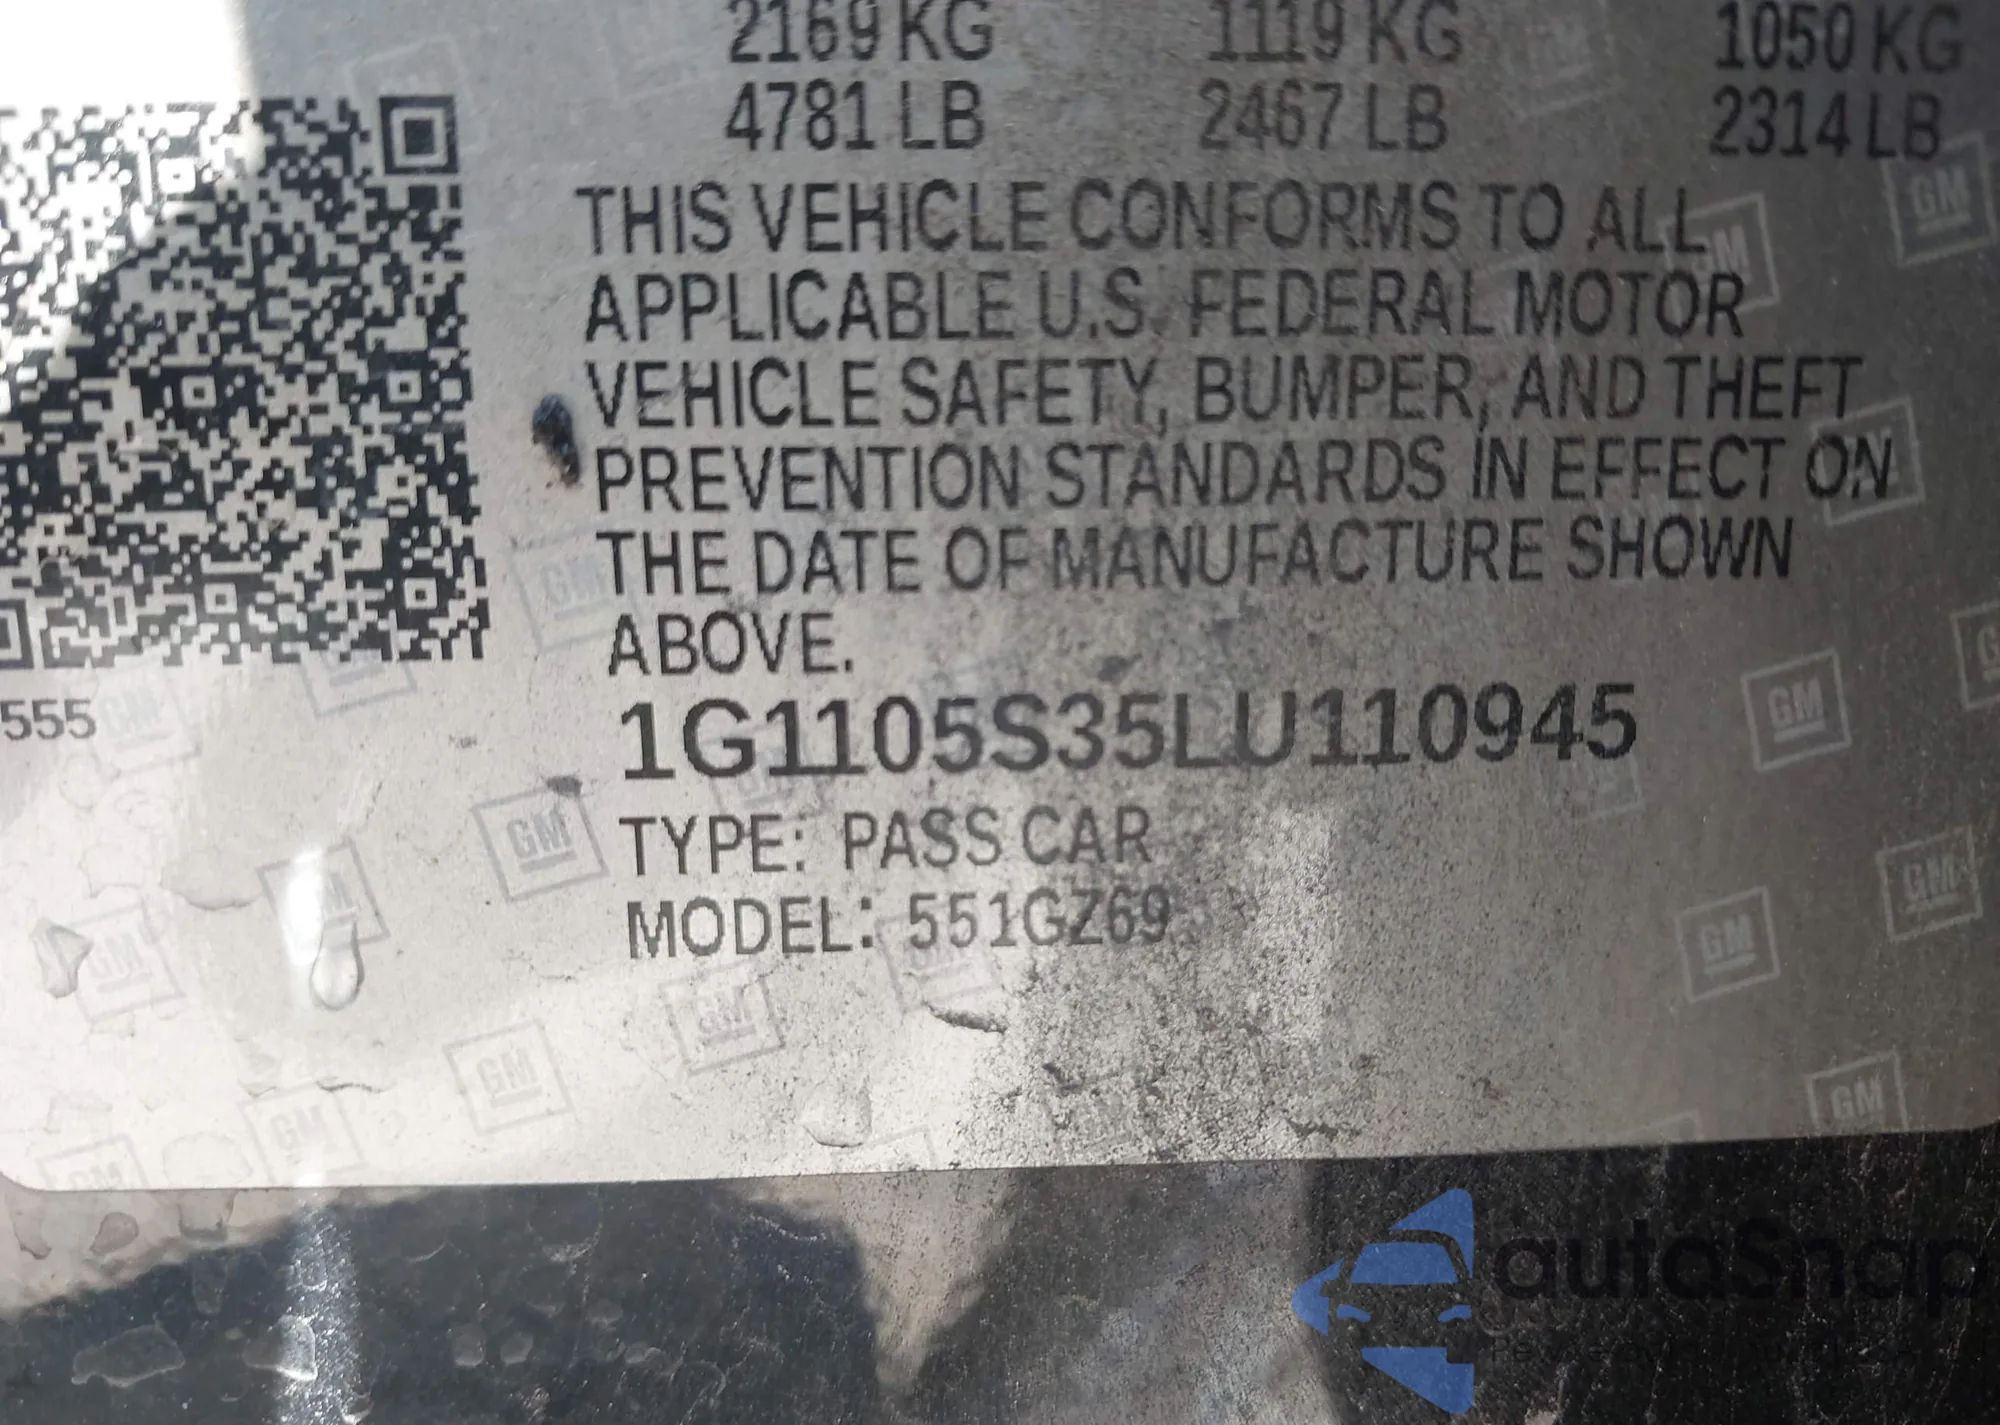 2169 KG 1119 KG 1050 KG
4781 LB 2467 LB 2314 LB
THIS VEHICLE CONFORMS TO ALL
APPLICABLE U.S. FEDERAL MOTOR
VEHICLE SAFETY, BUMPER, AND THEFT
PREVENTION STANDARDS IN EFFECT ON
THE DATE OF MANUFACTURE SHOWN
ABOVE.
555
1G1105S35LU110945
TYPE: PASS CAR
MODEL: 551GZ69
GM
autoSnap